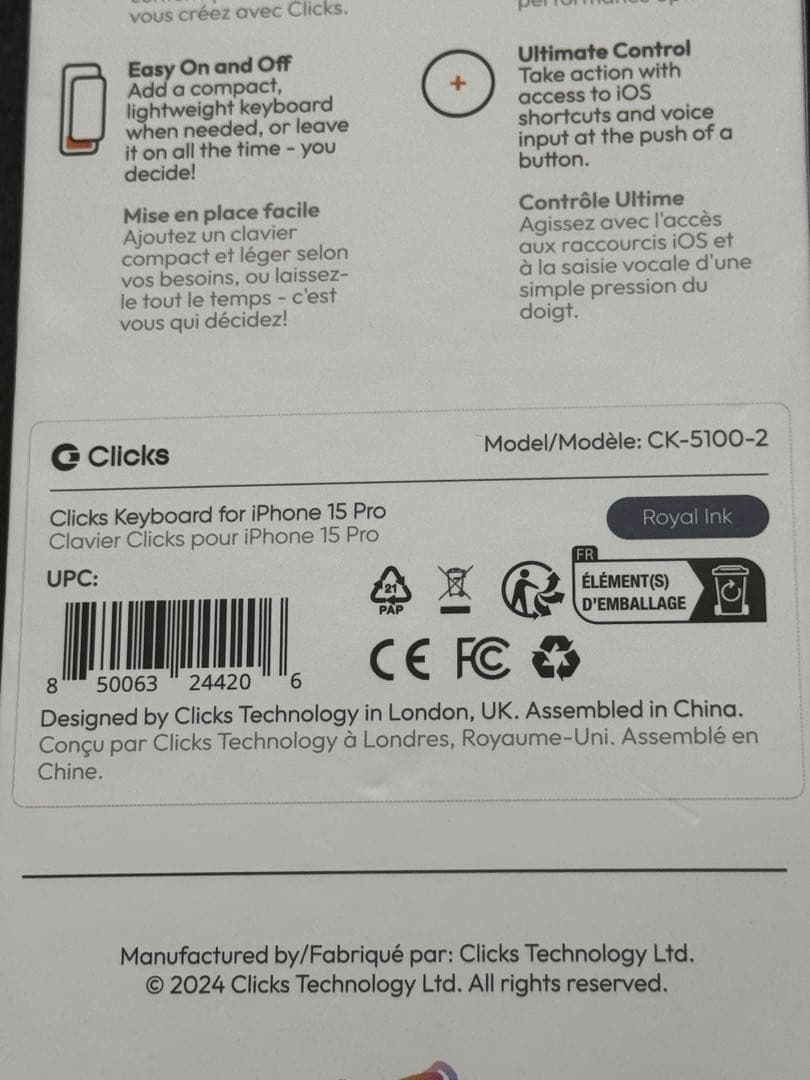 vous créez avec Clicks.
Easy On and Off
Add a compact,
lightweight keyboard
when needed, or leave
it on all the time - you
decide!
Mise en place facile
Ajoutez un clavier
compact et léger selon
vos besoins, ou laissez-
le tout le temps - c'est
vous qui décidez!
Ultimate Control
Take action with
access to iOS
shortcuts and voice
input at the push of a
button.
Contrôle Ultime
Agissez avec l'accès
aux raccourcis iOS et
à la saisie vocale d'une
simple pression du
doigt.
Clicks
Model/Modèle: CK-5100-2
Clicks Keyboard for iPhone 15 Pro
Clavier Clicks pour iPhone 15 Pro
Royal Ink
UPC:
8 50063 24420 6
21
PAP
FR
ÉLÉMENT(S)
D'EMBALLAGE
CE FC
Designed by Clicks Technology in London, UK. Assembled in China.
Conçu par Clicks Technology à Londres, Royaume-Uni. Assemblé en
Chine.
Manufactured by/Fabriqué par: Clicks Technology Ltd.
© 2024 Clicks Technology Ltd. All rights reserved.